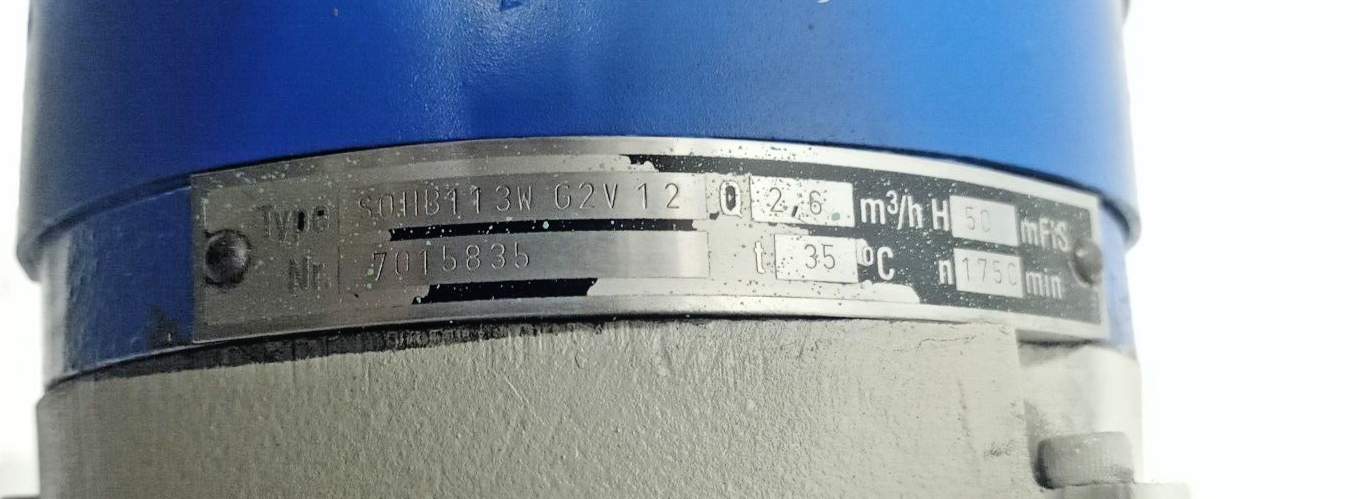 Type SOHB113W G2V 12 Q 2,6 m³/h H 50 mFlS
Nr. 7015835 t 35 °C n 1750 min